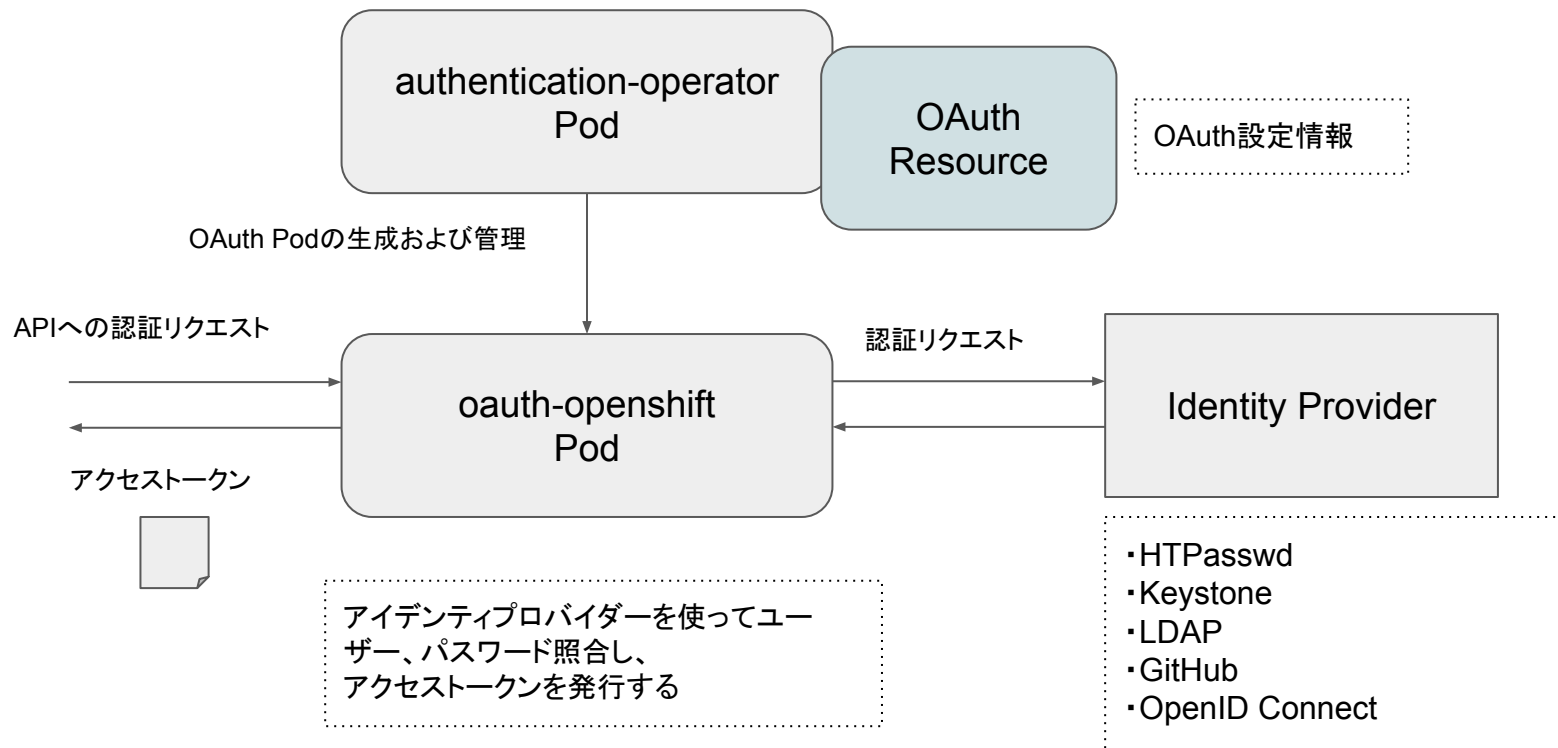 authentication-operator
Pod
OAuth
Resource
OAuth設定情報
OAuth Podの生成および管理
APIへの認証リクエスト
認証リクエスト
oauth-openshift
Pod
Identity Provider
アクセストークン
アイデンティプロバイダーを使ってユー
ザー、パスワード照合し、
アクセストークンを発行する
・HTPasswd
・Keystone
・LDAP
・GitHub
・OpenID Connect